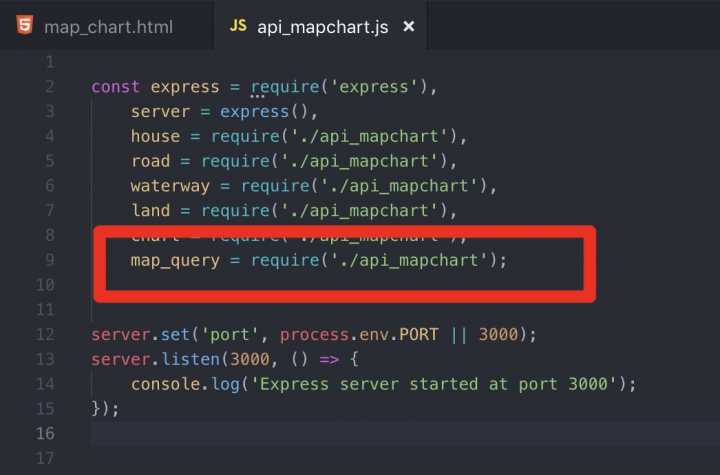 map_chart.html
JS api_mapchart.js ×
1
2 const express = require('express'),
3 server = express(),
4 house = require('./api_mapchart'),
5 road = require('./api_mapchart'),
6 waterway = require('./api_mapchart'),
7 land = require('./api_mapchart'),
8 chart = require('./api_mapchart'),
9 map_query = require('./api_mapchart');
10
11
12 server.set('port', process.env.PORT || 3000);
13 server.listen(3000, () => {
14 console.log('Express server started at port 3000');
15 });
16
17